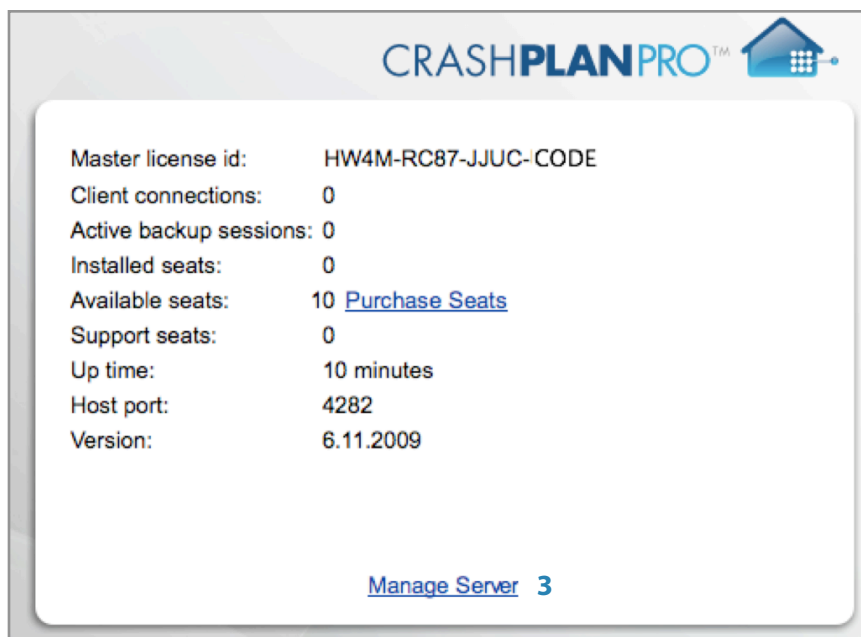 CRASHPLANPRO™
Master license id: HW4M-RC87-JJUC-CODE
Client connections: 0
Active backup sessions: 0
Installed seats: 0
Available seats: 10 Purchase Seats
Support seats: 0
Up time: 10 minutes
Host port: 4282
Version: 6.11.2009
Manage Server 3